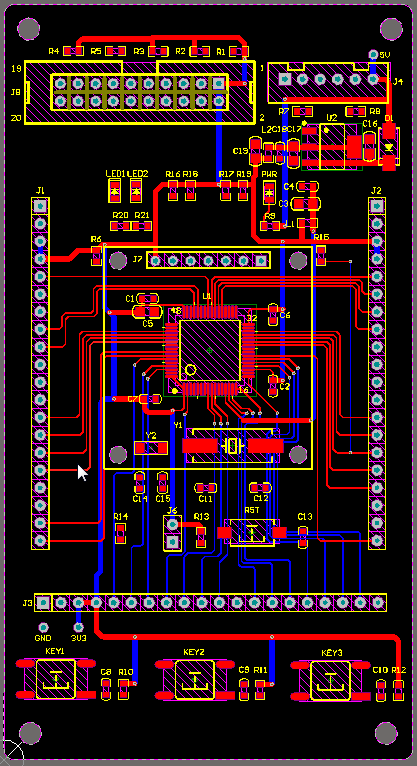 R4 R5 R3 R2 R1
5V
19 1
J8 J4
20 2
R7 R8
U2 C16 D1
L2 C18 C17
C19
LED1 LED2 R16 R18 R17 R19 PWR
C4
C3
J1 J2
R20 R21 R9 L1
R6 R15
J7
C1 U1
48 32 C6
C5
C2
C7 16
Y1
Y2
C14 C15 C11 C12
J6
R14 R13 RST C13
J3
GND 3V3
KEY1 KEY2 KEY3
C8 R10 C9 R11 C10 R12